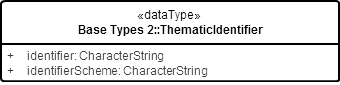 «dataType»
Base Types 2::ThematicIdentifier
+ identifier: CharacterString
+ identifierScheme: CharacterString